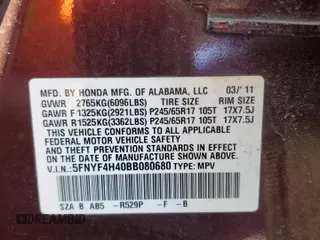 MFD. BY HONDA MFG. OF ALABAMA, LLC 03/'11
GVWR 2765KG(6096LBS) TIRE SIZE RIM SIZE
GAWR F 1325KG(2921LBS) P245/65R17 105T 17X7.5J
GAWR R 1525KG(3362LBS) P245/65R17 105T 17X7.5J
THIS VEHICLE CONFORMS TO ALL APPLICABLE
FEDERAL MOTOR VEHICLE SAFETY
AND THEFT PREVENTION STANDARDS IN EFFECT ON THE
DATE OF MANUFACTURE SHOWN ABOVE.
V.I.N.: 5FNYF4H40BB080680 TYPE: MPV
SZA B AB5 -R529P -F -B
AUTOBIDMASTER